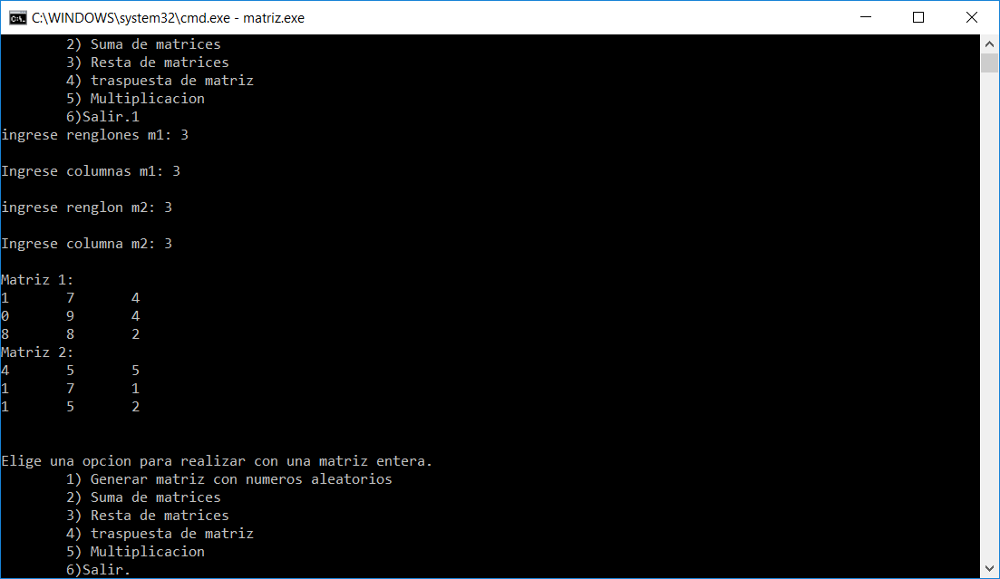 C:\WINDOWS\system32\cmd.exe - matriz.exe
2) Suma de matrices
3) Resta de matrices
4) traspuesta de matriz
5) Multiplicacion
6)Salir.1
ingrese renglones m1: 3
Ingrese columnas m1: 3
ingrese renglon m2: 3
Ingrese columna m2: 3
Matriz 1:
1 7 4
0 9 4
8 8 2
Matriz 2:
4 5 5
1 7 1
1 5 2
Elige una opcion para realizar con una matriz entera.
1) Generar matriz con numeros aleatorios
2) Suma de matrices
3) Resta de matrices
4) traspuesta de matriz
5) Multiplicacion
6)Salir.